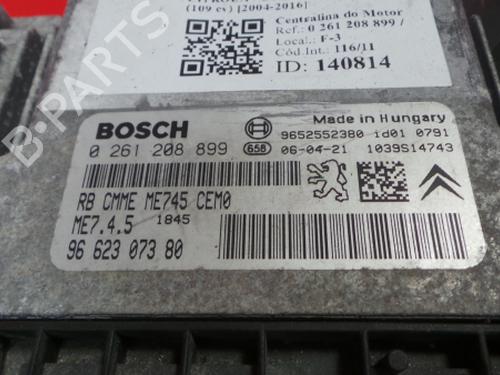 (109 cv) [2004-2016]
Centralina do Motor
Ref.: 0 261 208 899 /
Local.: F-3
Cód.Int.: 116/11
ID: 140814
BOSCH
Made in Hungary
9652552380 id01 0791
0 261 208 899
658
06-04-21 1039S14743
RB CMME ME745 CEM0
ME7.4.5 1845
96 623 073 80